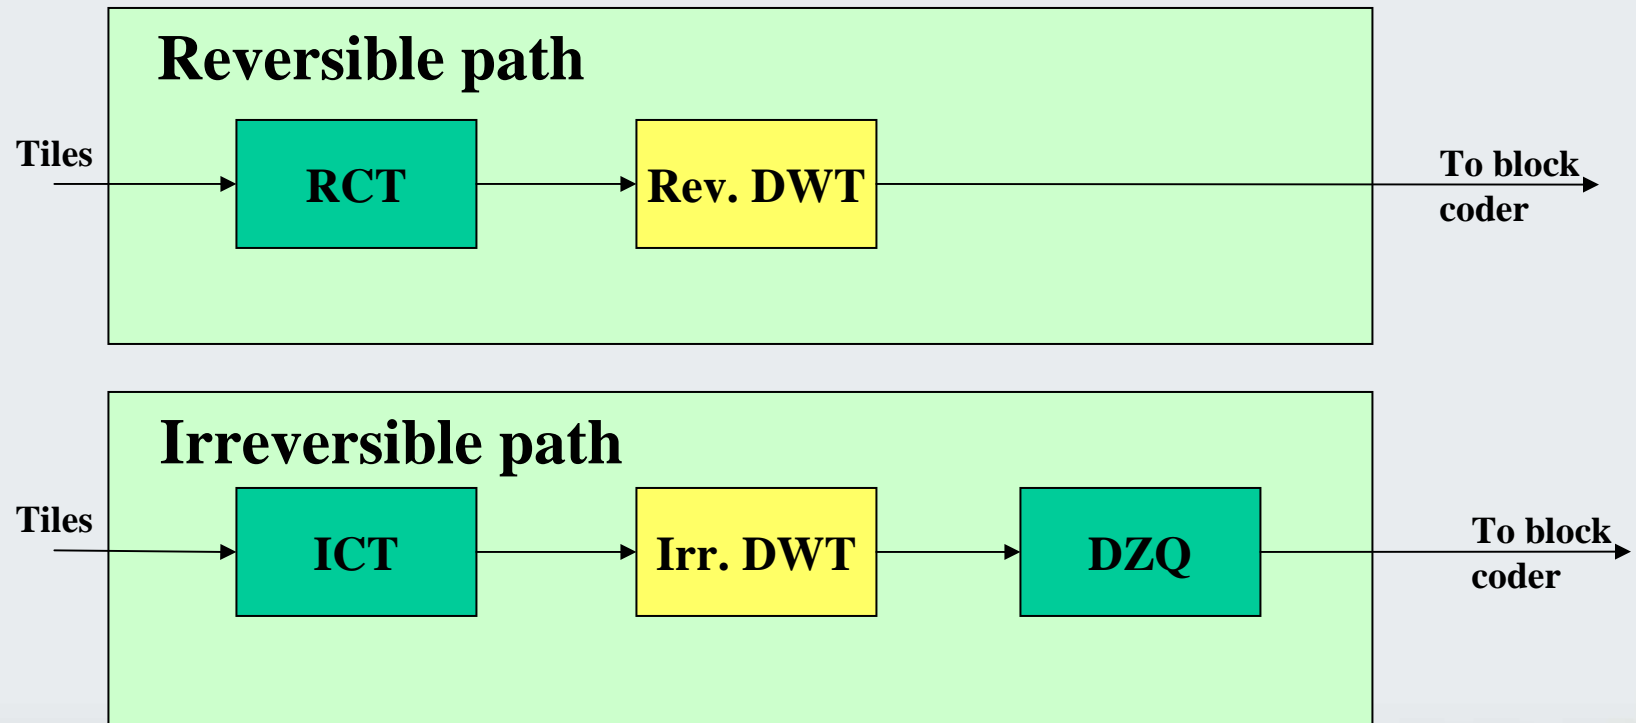 Reversible path
Tiles
RCT
Rev. DWT
To block
coder
Irreversible path
Tiles
ICT
Irr. DWT
DZQ
To block
coder